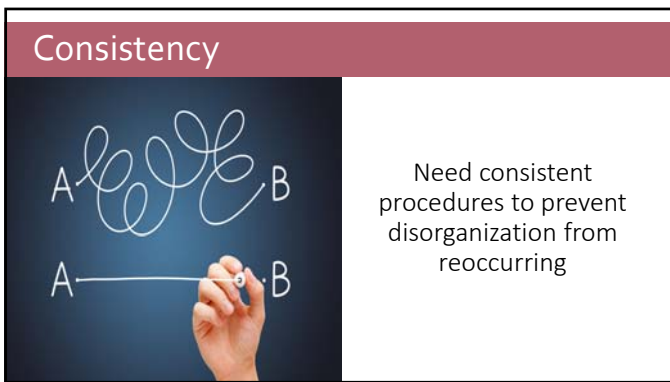 Consistency
A B
A B
Need consistent
procedures to prevent
disorganization from
reoccurring